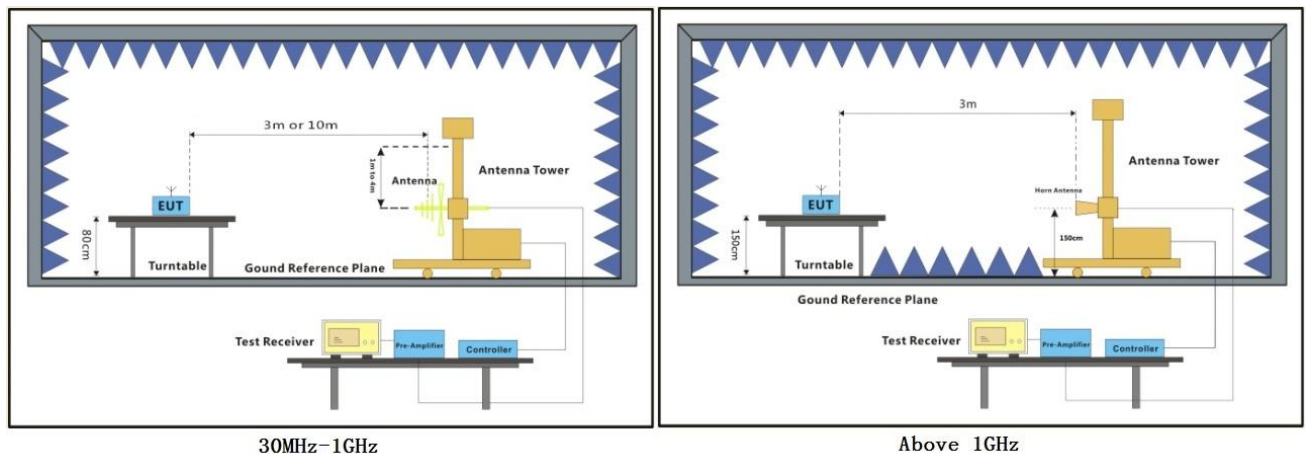 3m or 10m
1m to 4m
Antenna
Antenna Tower
EUT
80cm
Turntable
Gound Reference Plane
Test Receiver
Pre-Amplifier
Controller
30MHz-1GHz
3m
Antenna Tower
Horn Antenna
EUT
150cm
150cm
Turntable
Gound Reference Plane
Test Receiver
Pre-Amplifier
Controller
Above 1GHz